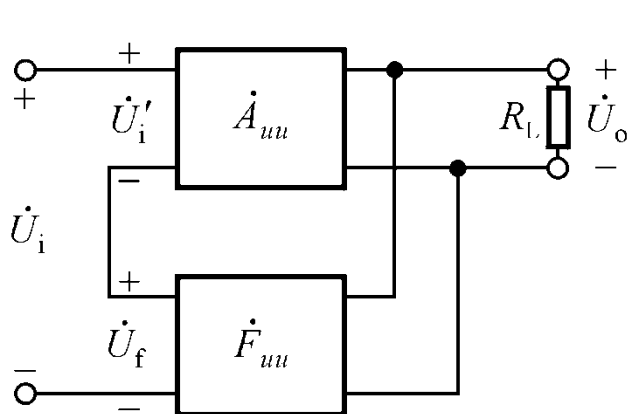 + +
+ U̇i′ Ȧuu RL U̇o
− −
U̇i
+
U̇f Ḟuu
−
−